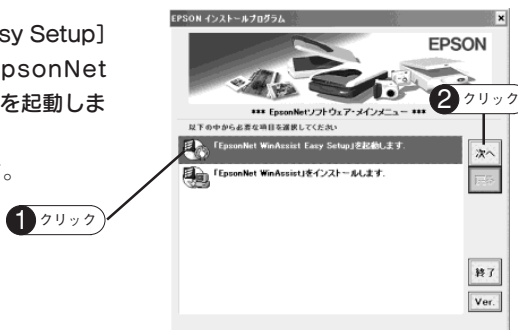 sy Setup］
psonNet
を起動しま
。
❶ クリック
EPSON インストールプログラム
EPSON
*** EpsonNetソフトウェア・メインメニュー ***
❷ クリック
以下の中から必要な項目を選択してください
「EpsonNet WinAssist Easy Setup」を起動します.
「EpsonNet WinAssist」をインストールします.
次へ
終了
Ver.